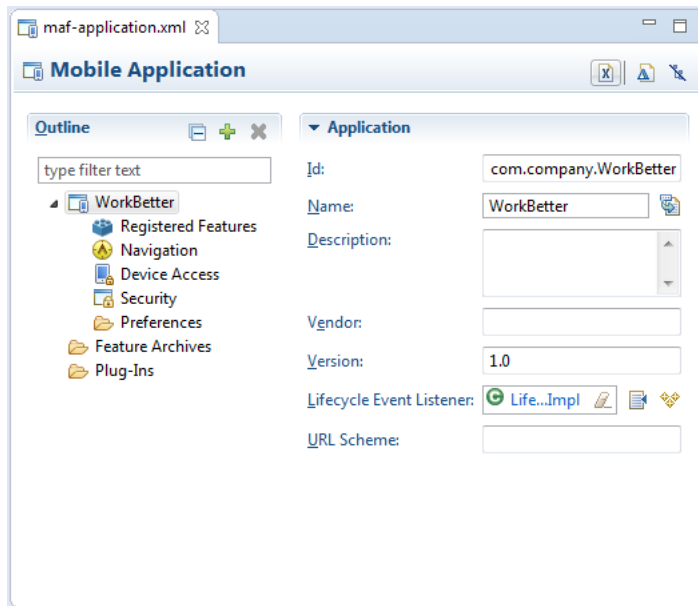 maf-application.xml
Mobile Application
Outline
type filter text
WorkBetter
Registered Features
Navigation
Device Access
Security
Preferences
Feature Archives
Plug-Ins
Application
Id: com.company.WorkBetter
Name: WorkBetter
Description:
Vendor:
Version: 1.0
Lifecycle Event Listener: Life...Impl
URL Scheme: